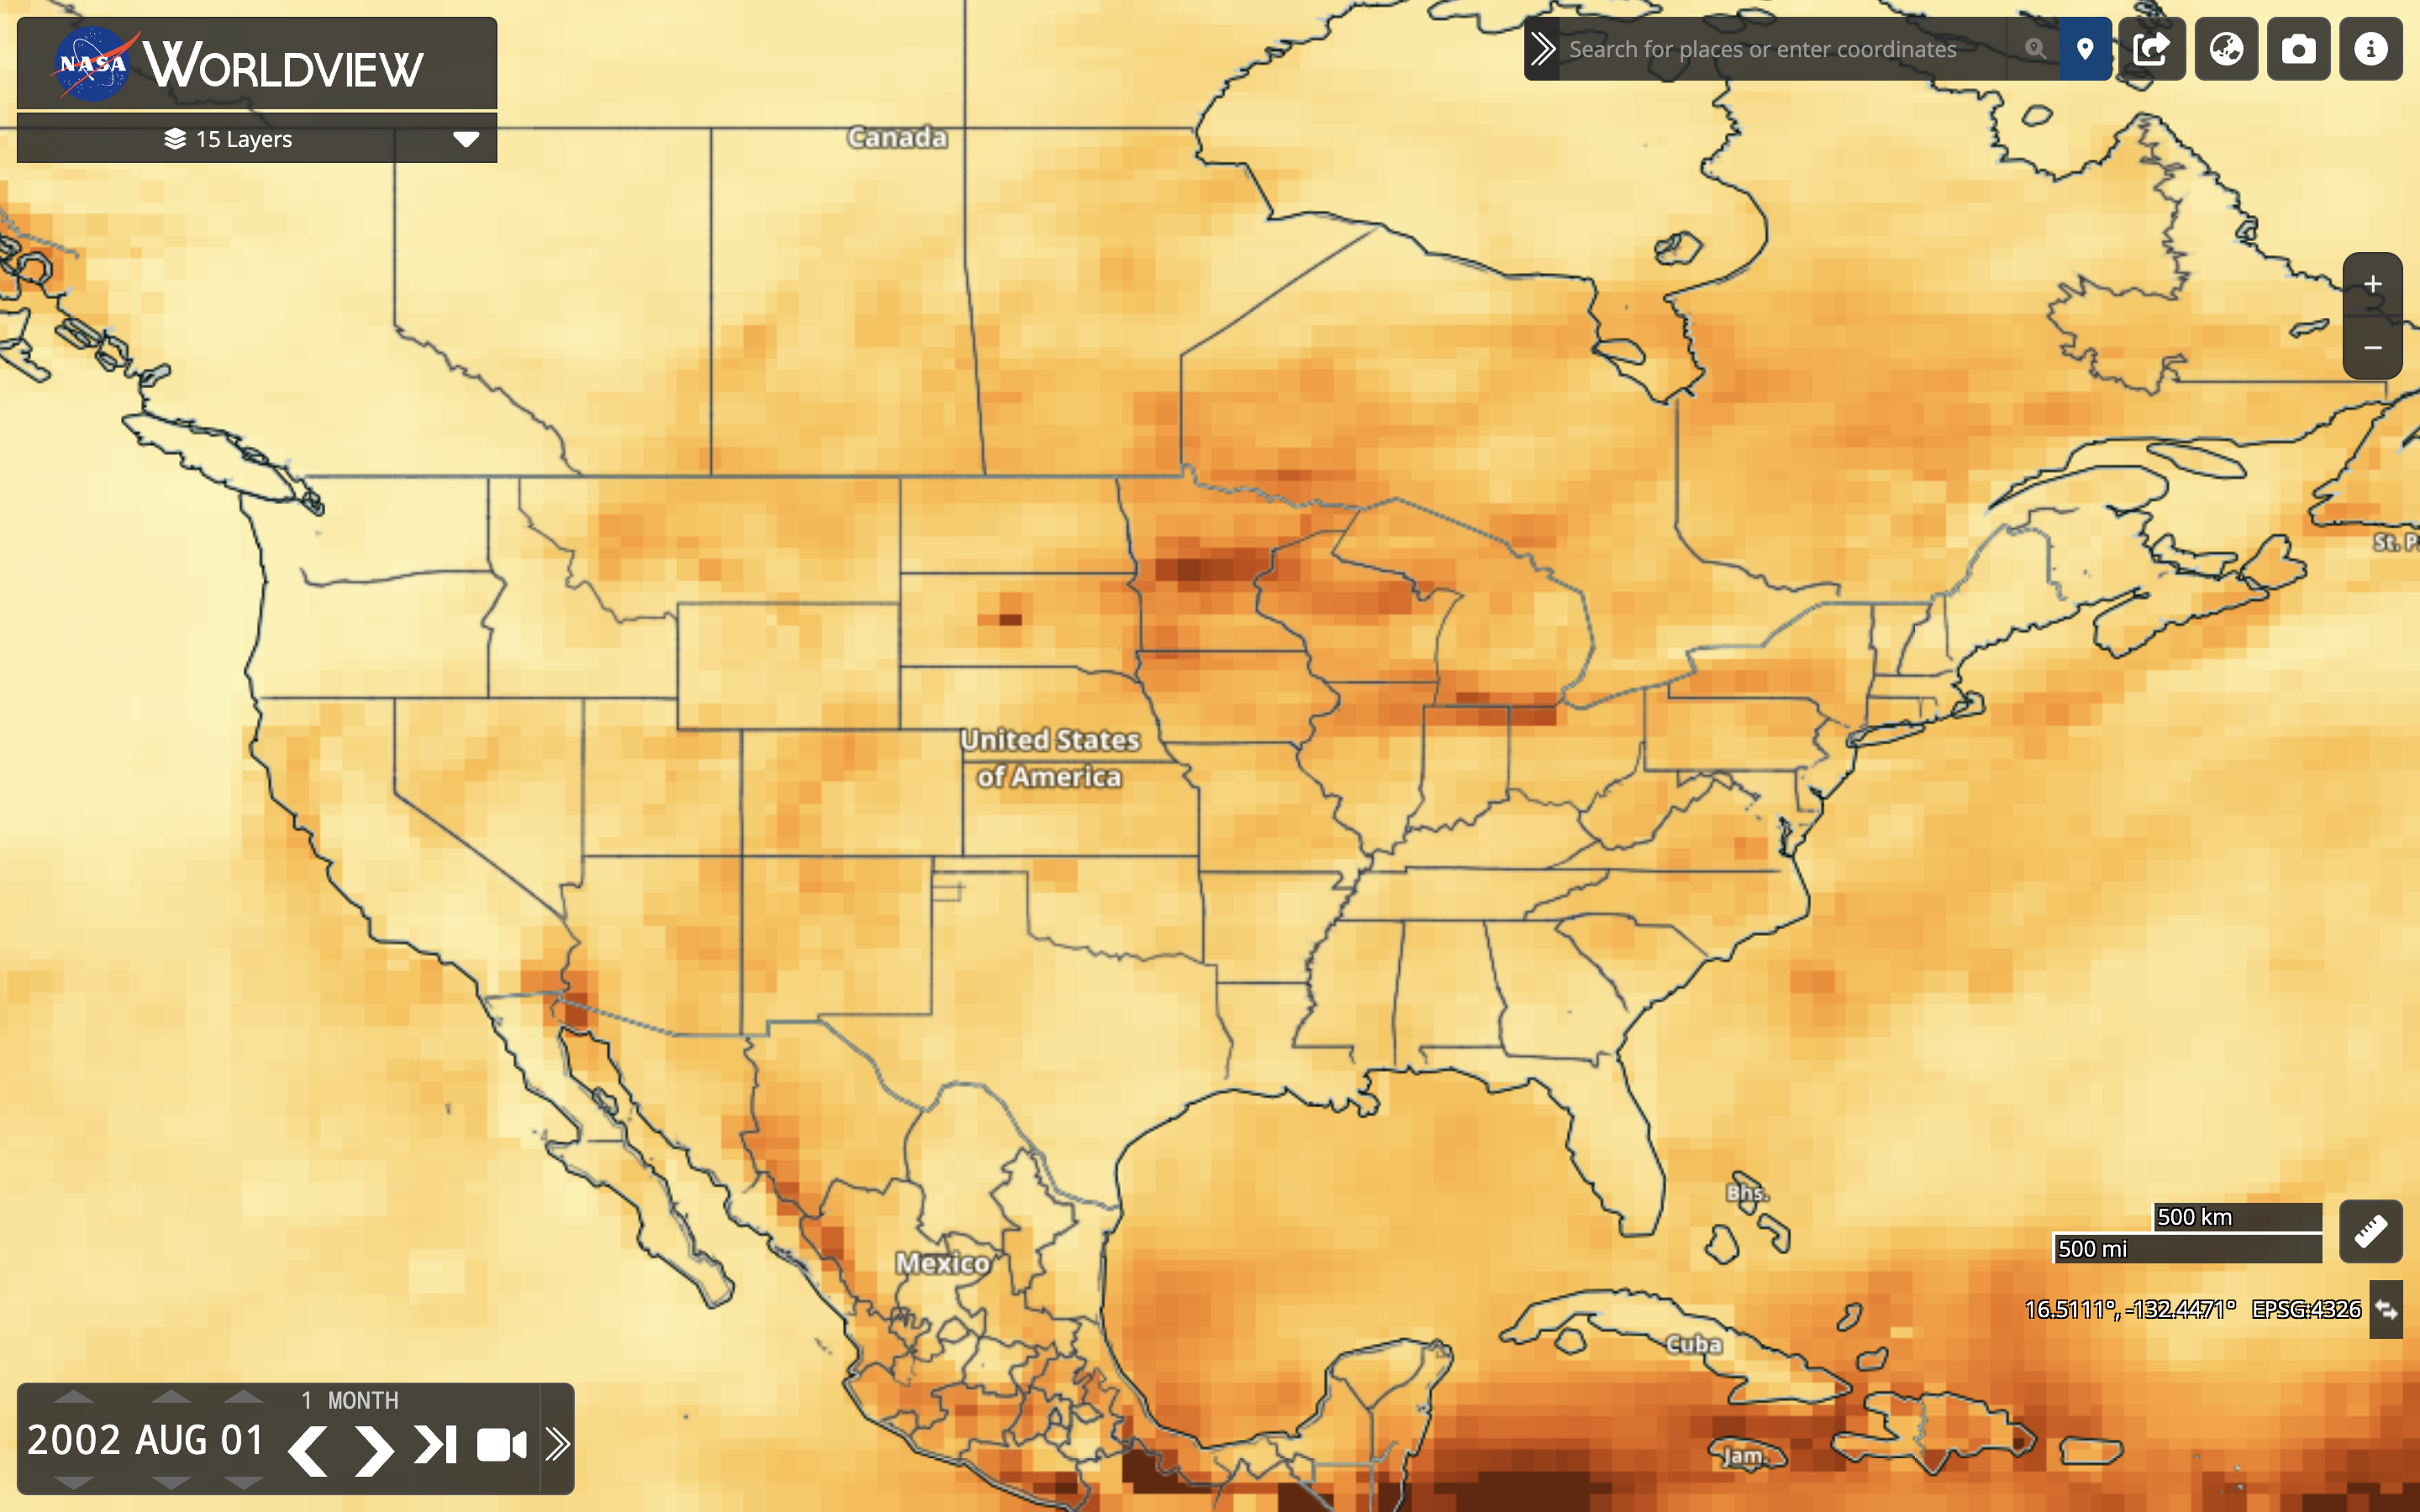 NASA WORLDVIEW
15 Layers
Search for places or enter coordinates
Canada
St. P
United States
of America
Bhs.
500 km
500 mi
Mexico
16.5111°, -132.4471° EPSG:4326
Cuba
Jam.
1 MONTH
2002 AUG 01